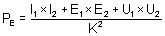 P_E = (I_1 × I_2 + E_1 × E_2 + U_1 × U_2) / K^2